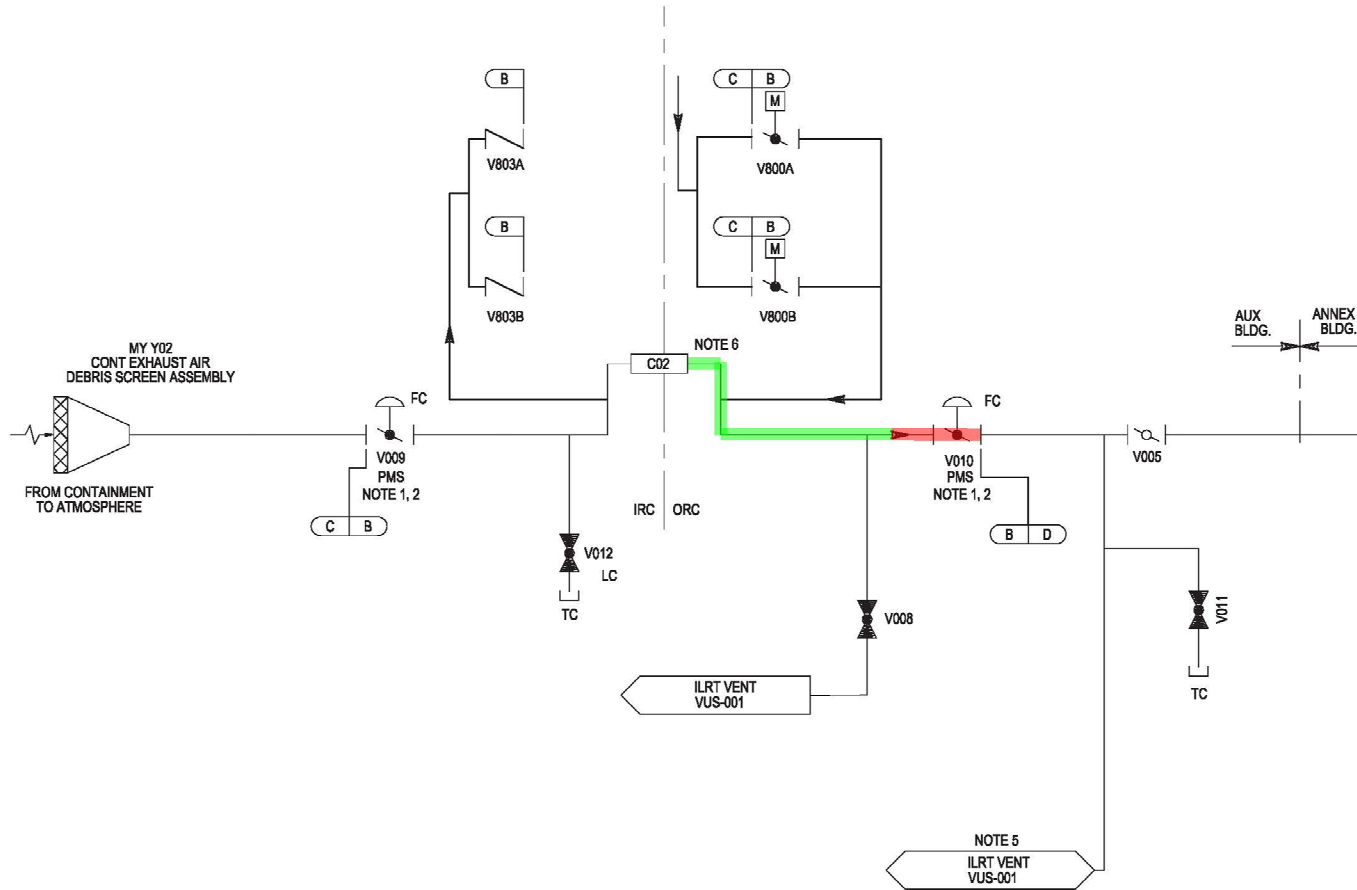 B
V803A
B
V803B
C B
M
V800A
C B
M
V800B
NOTE 6
C02
AUX
BLDG.
ANNEX
BLDG.
MY Y02
CONT EXHAUST AIR
DEBRIS SCREEN ASSEMBLY
FROM CONTAINMENT
TO ATMOSPHERE
FC
V009
PMS
NOTE 1, 2
C B
IRC
ORC
FC
V010
PMS
NOTE 1, 2
B D
V005
V012
LC
TC
V008
ILRT VENT
VUS-001
V011
TC
NOTE 5
ILRT VENT
VUS-001